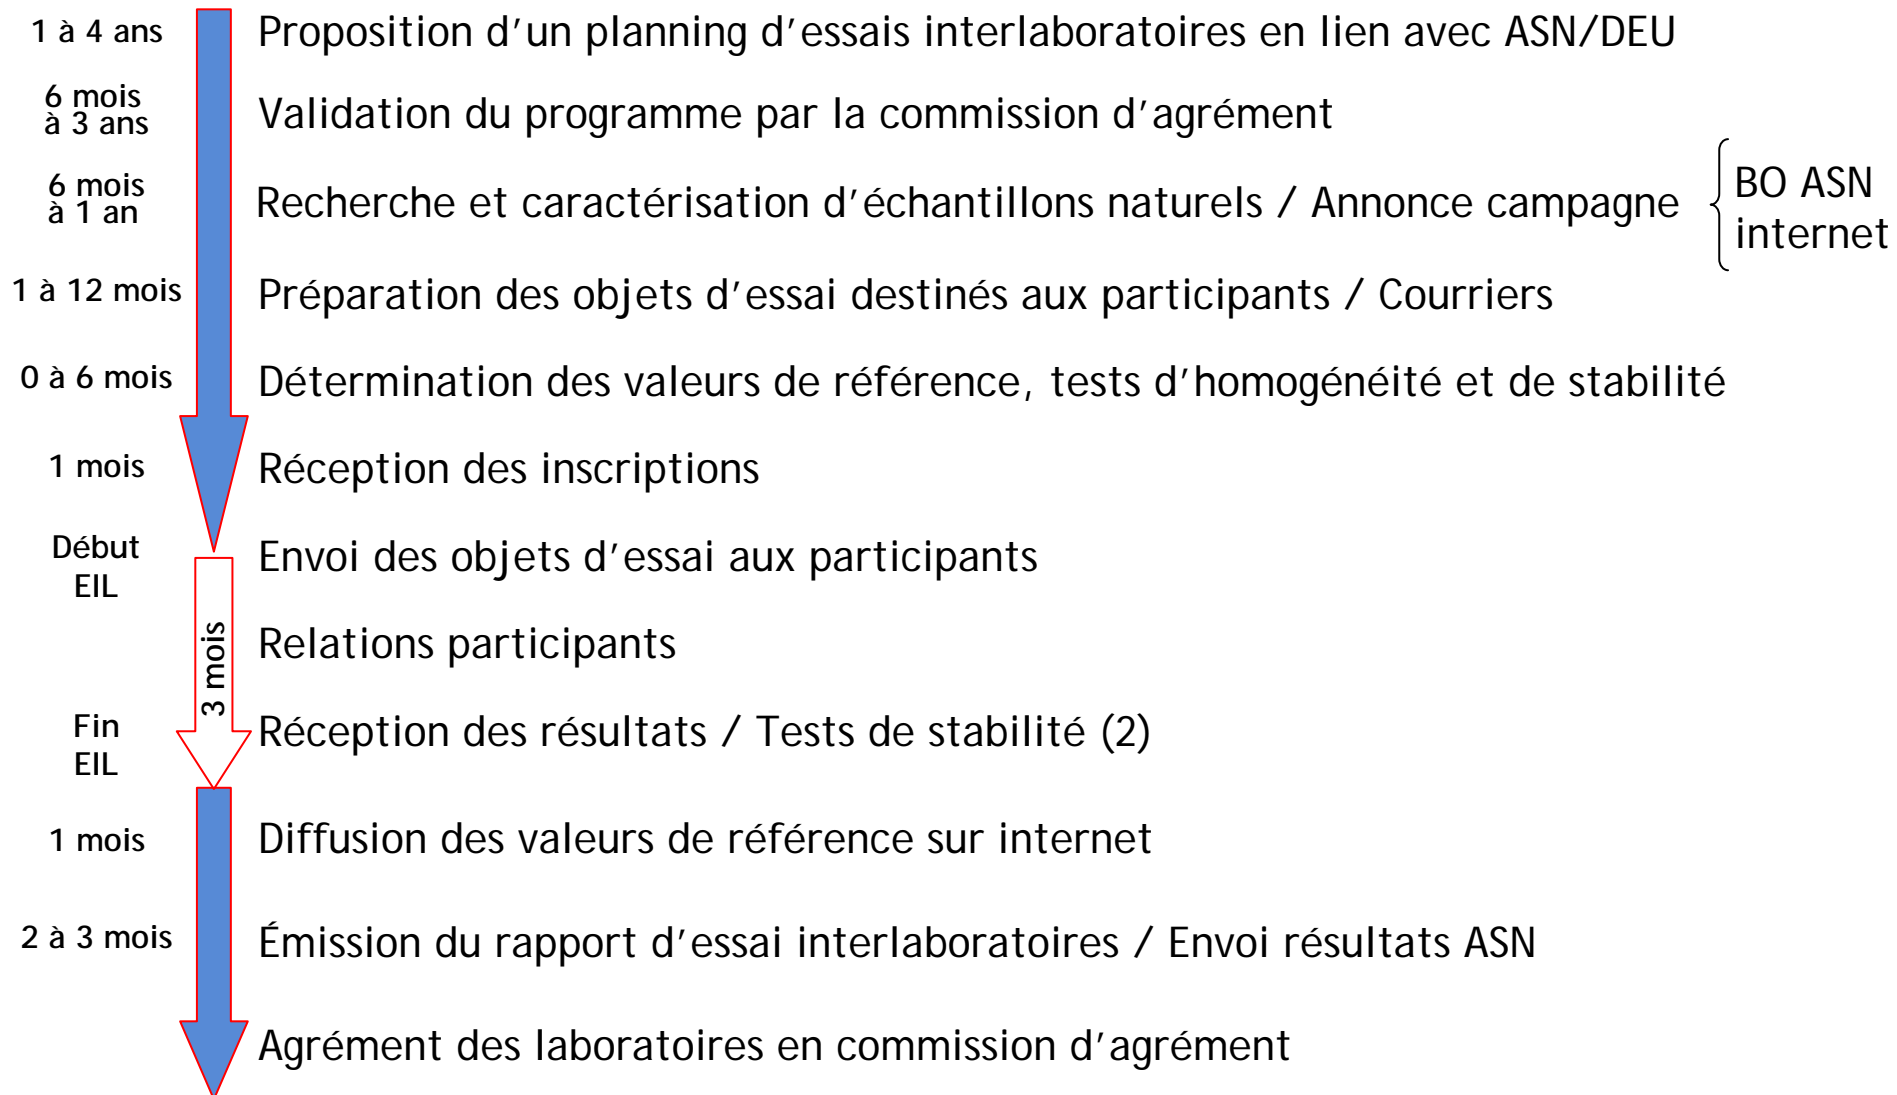 1 à 4 ans
Proposition d’un planning d’essais interlaboratoires en lien avec ASN/DEU
6 mois
à 3 ans
Validation du programme par la commission d’agrément
6 mois
à 1 an
Recherche et caractérisation d’échantillons naturels / Annonce campagne
BO ASN
internet
1 à 12 mois
Préparation des objets d’essai destinés aux participants / Courriers
0 à 6 mois
Détermination des valeurs de référence, tests d’homogénéité et de stabilité
1 mois
Réception des inscriptions
Début
EIL
Envoi des objets d’essai aux participants
3 mois
Relations participants
Fin
EIL
Réception des résultats / Tests de stabilité (2)
1 mois
Diffusion des valeurs de référence sur internet
2 à 3 mois
Émission du rapport d’essai interlaboratoires / Envoi résultats ASN
Agrément des laboratoires en commission d’agrément